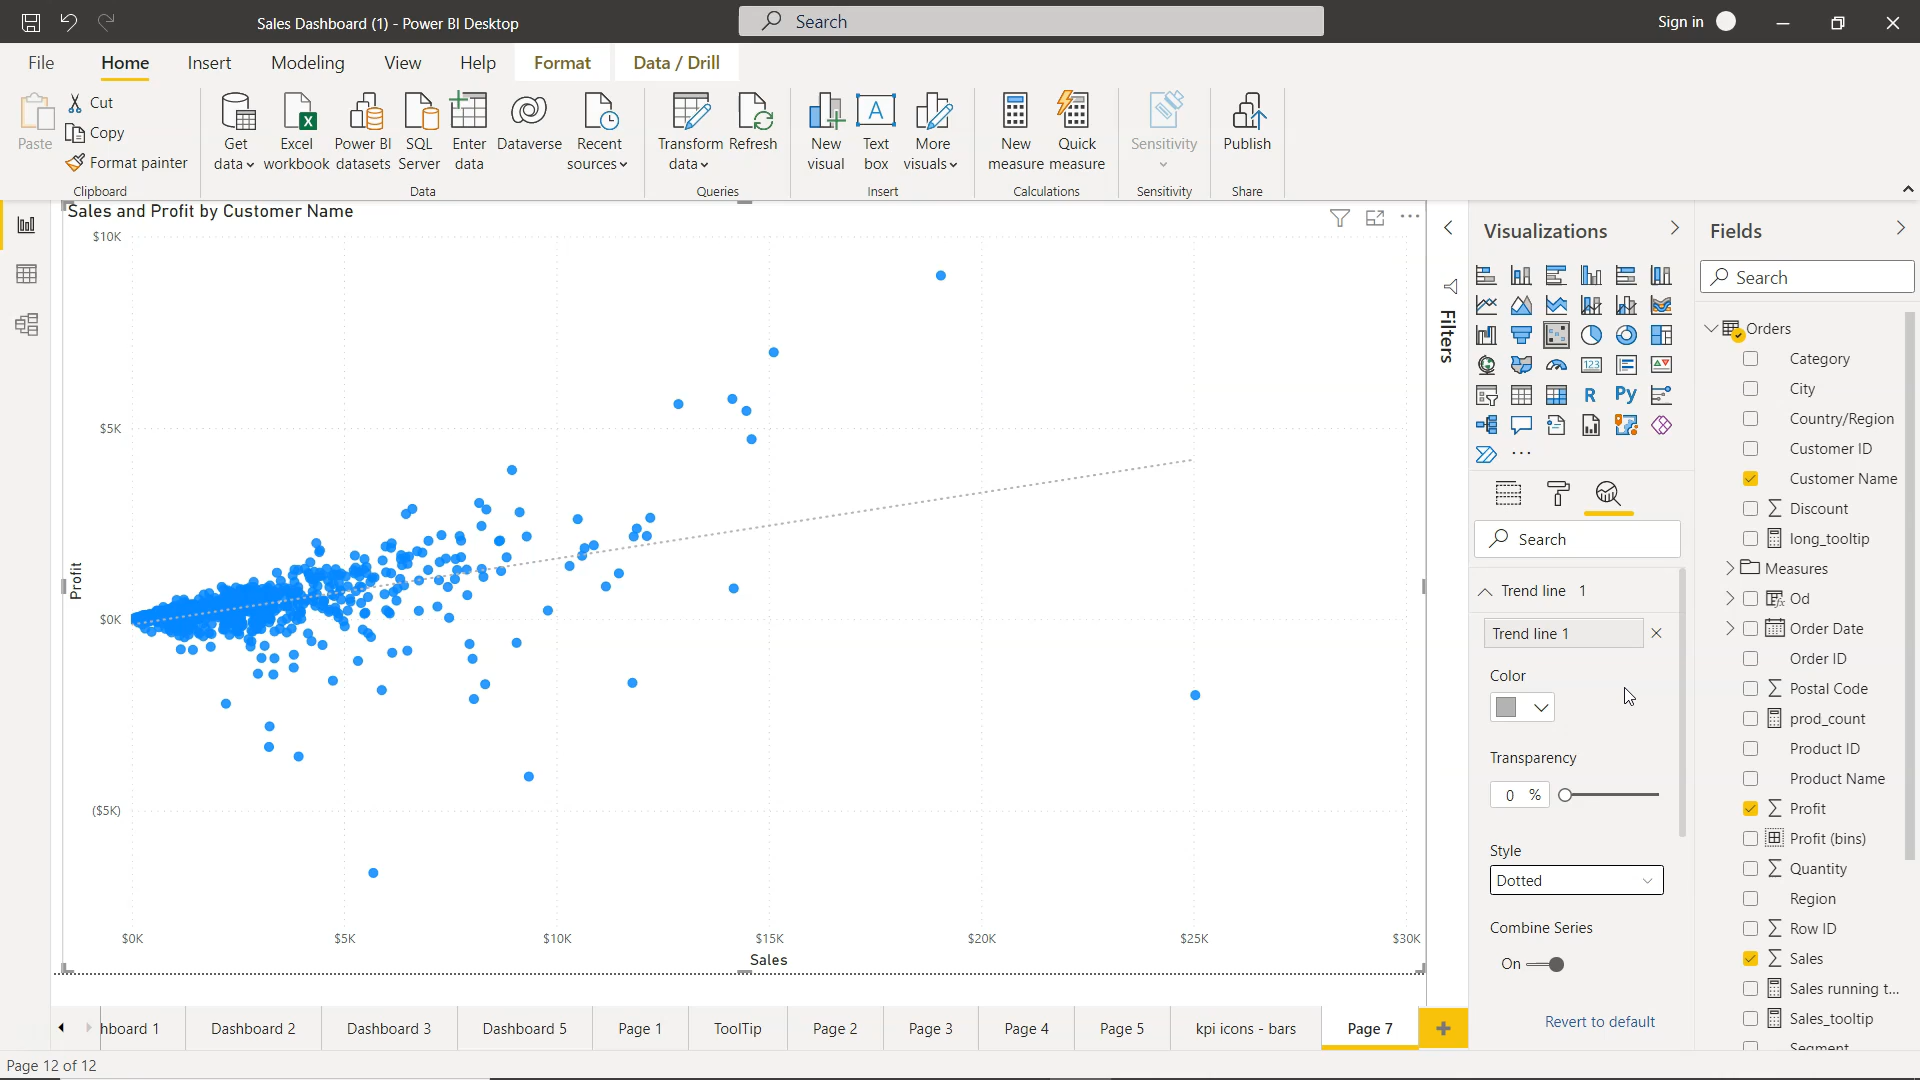 Sales Dashboard (1) - Power BI Desktop
Search
Sign in
File
Home
Insert
Modeling
View
Help
Format
Data / Drill
Paste
Cut
Copy
Format painter
Clipboard
Get
data
Excel
workbook
Power BI
datasets
SQL
Server
Enter
data
Dataverse
Recent
sources
Data
Transform
data
Refresh
Queries
New
visual
Text
box
More
visuals
Insert
New
measure
Quick
measure
Calculations
Sensitivity
Sensitivity
Publish
Share
Sales and Profit by Customer Name
$10K
$5K
$0K
($5K)
Profit
$0K
$5K
$10K
$15K
$20K
$25K
$30K
Sales
Filters
Visualizations
123
R
Py
Search
Trend line 1
Trend line 1
Color
Transparency
0 %
Style
Dotted
Combine Series
On
Revert to default
Fields
Search
Orders
Category
City
Country/Region
Customer ID
Customer Name
Discount
long_tooltip
Measures
Od
Order Date
Order ID
Postal Code
prod_count
Product ID
Product Name
Profit
Profit (bins)
Quantity
Region
Row ID
Sales
Sales running t...
Sales_tooltip
Segment
hboard 1
Dashboard 2
Dashboard 3
Dashboard 5
Page 1
ToolTip
Page 2
Page 3
Page 4
Page 5
kpi icons - bars
Page 7
Page 12 of 12